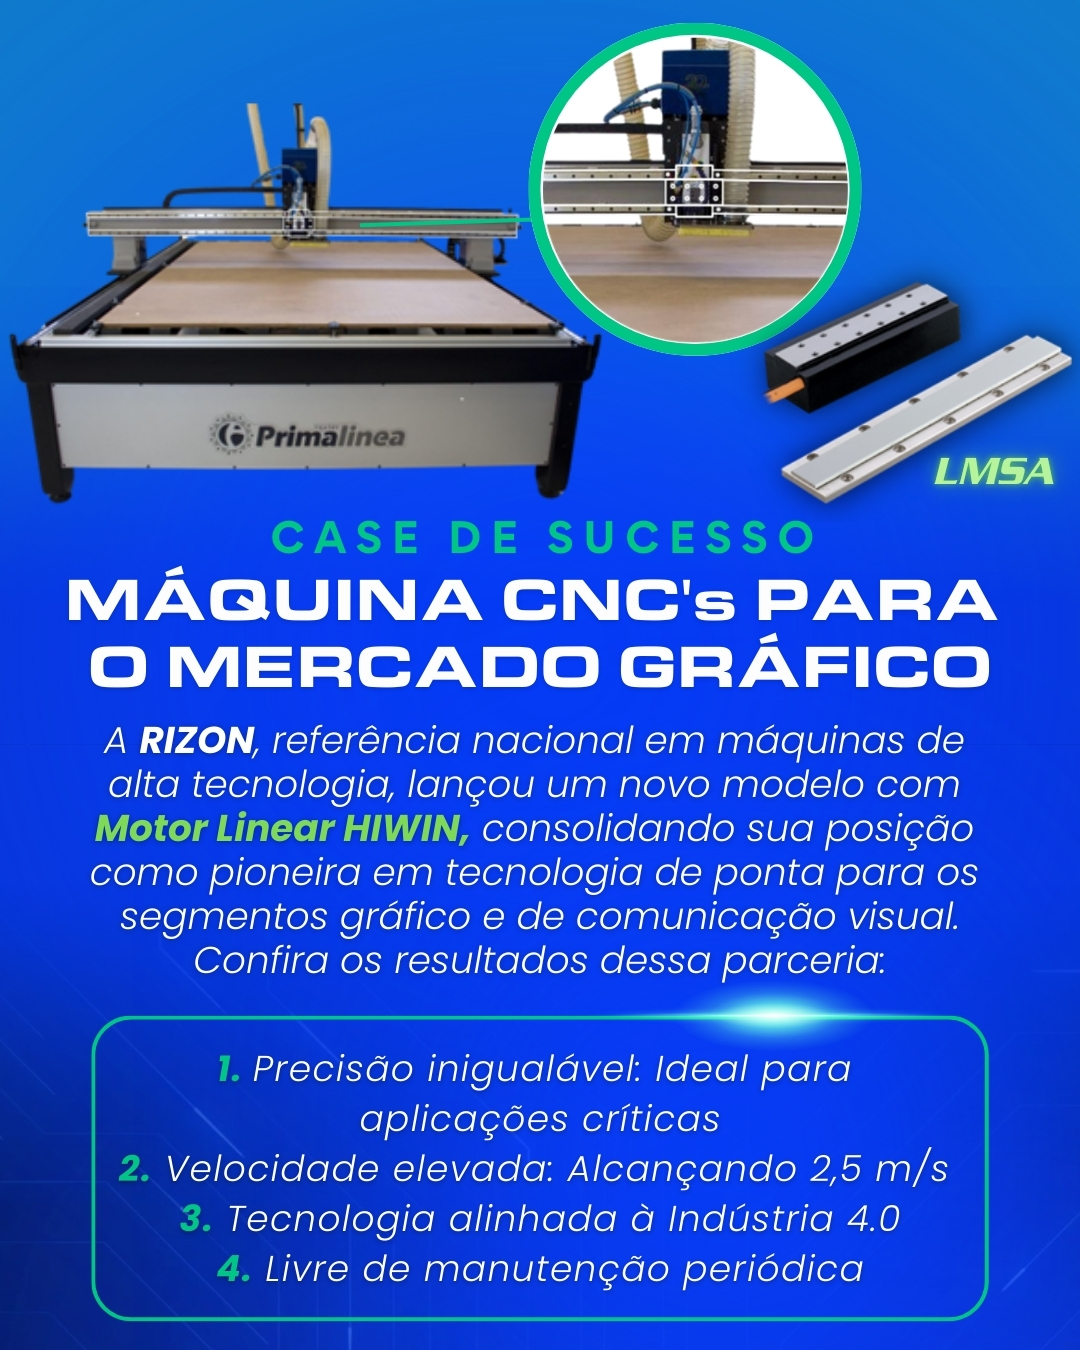 Primalinea
LMSA
CASE DE SUCESSO
MÁQUINA CNC's PARA
O MERCADO GRÁFICO
A RIZON, referência nacional em máquinas de
alta tecnologia, lançou um novo modelo com
Motor Linear HIWIN, consolidando sua posição
como pioneira em tecnologia de ponta para os
segmentos gráfico e de comunicação visual.
Confira os resultados dessa parceria:
1. Precisão inigualável: Ideal para
aplicações críticas
2. Velocidade elevada: Alcançando 2,5 m/s
3. Tecnologia alinhada à Indústria 4.0
4. Livre de manutenção periódica